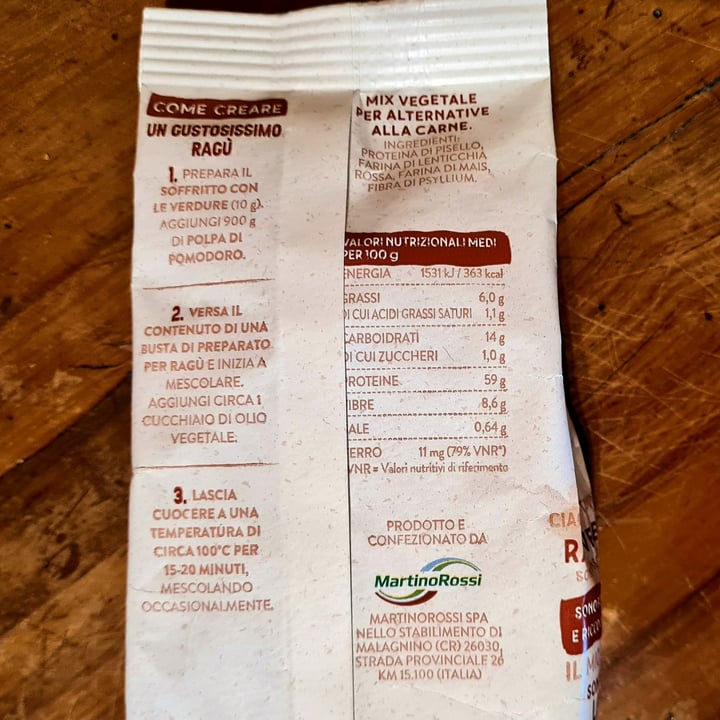 COME CREARE
UN GUSTOSISSIMO
RAGÙ
1. PREPARA IL
SOFFRITTO CON
LE VERDURE (10 g).
AGGIUNGI 900 g
DI POLPA DI
POMODORO.
2. VERSA IL
CONTENUTO DI UNA
BUSTA DI PREPARATO
PER RAGÙ E INIZIA A
MESCOLARE.
AGGIUNGI CIRCA 1
CUCCHIAIO DI OLIO
VEGETALE.
3. LASCIA
CUOCERE A UNA
TEMPERATURA DI
CIRCA 100°C PER
15-20 MINUTI,
MESCOLANDO
OCCASIONALMENTE.
MIX VEGETALE
PER ALTERNATIVE
ALLA CARNE.
INGREDIENTI:
PROTEINA DI PISELLO,
FARINA DI LENTICCHIA
ROSSA, FARINA DI MAIS,
FIBRA DI PSYLLIUM.
VALORI NUTRIZIONALI MEDI
PER 100 g
ENERGIA 1531 kJ / 363 kcal
GRASSI 6,0 g
DI CUI ACIDI GRASSI SATURI 1,1 g
CARBOIDRATI 14 g
DI CUI ZUCCHERI 1,0 g
PROTEINE 59 g
FIBRE 8,6 g
ALE 0,64 g
ERRO 11 mg (79% VNR*)
VNR = Valori nutritivi di riferimento
PRODOTTO E
CONFEZIONATO DA
MartinoRossi
MARTINOROSSI SPA
NELLO STABILIMENTO DI
MALAGNINO (CR) 26030,
STRADA PROVINCIALE 26
KM 15.100 (ITALIA)
CIA
R
SONO
E RICCO
IL